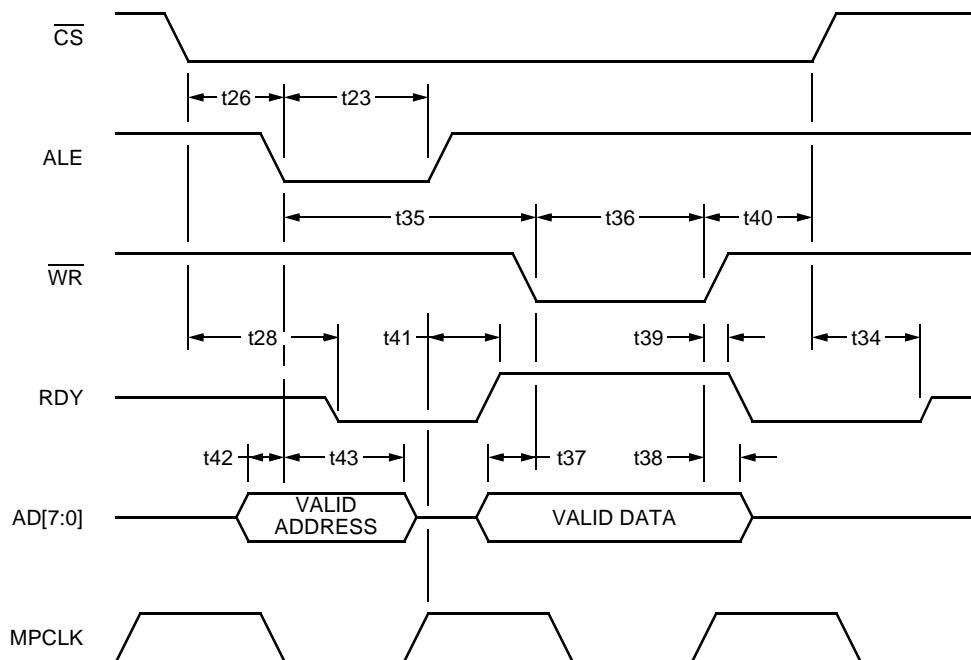 CS
t26
t23
ALE
t35
t36
t40
WR
t28
t41
t39
t34
RDY
t42
t43
t37
t38
AD[7:0]
VALID
ADDRESS
VALID DATA
MPCLK